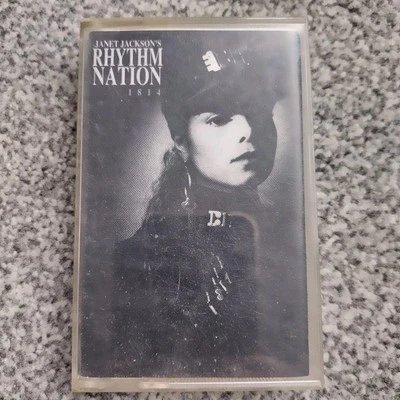 JANET JACKSON'S
RHYTHM
NATION
1814